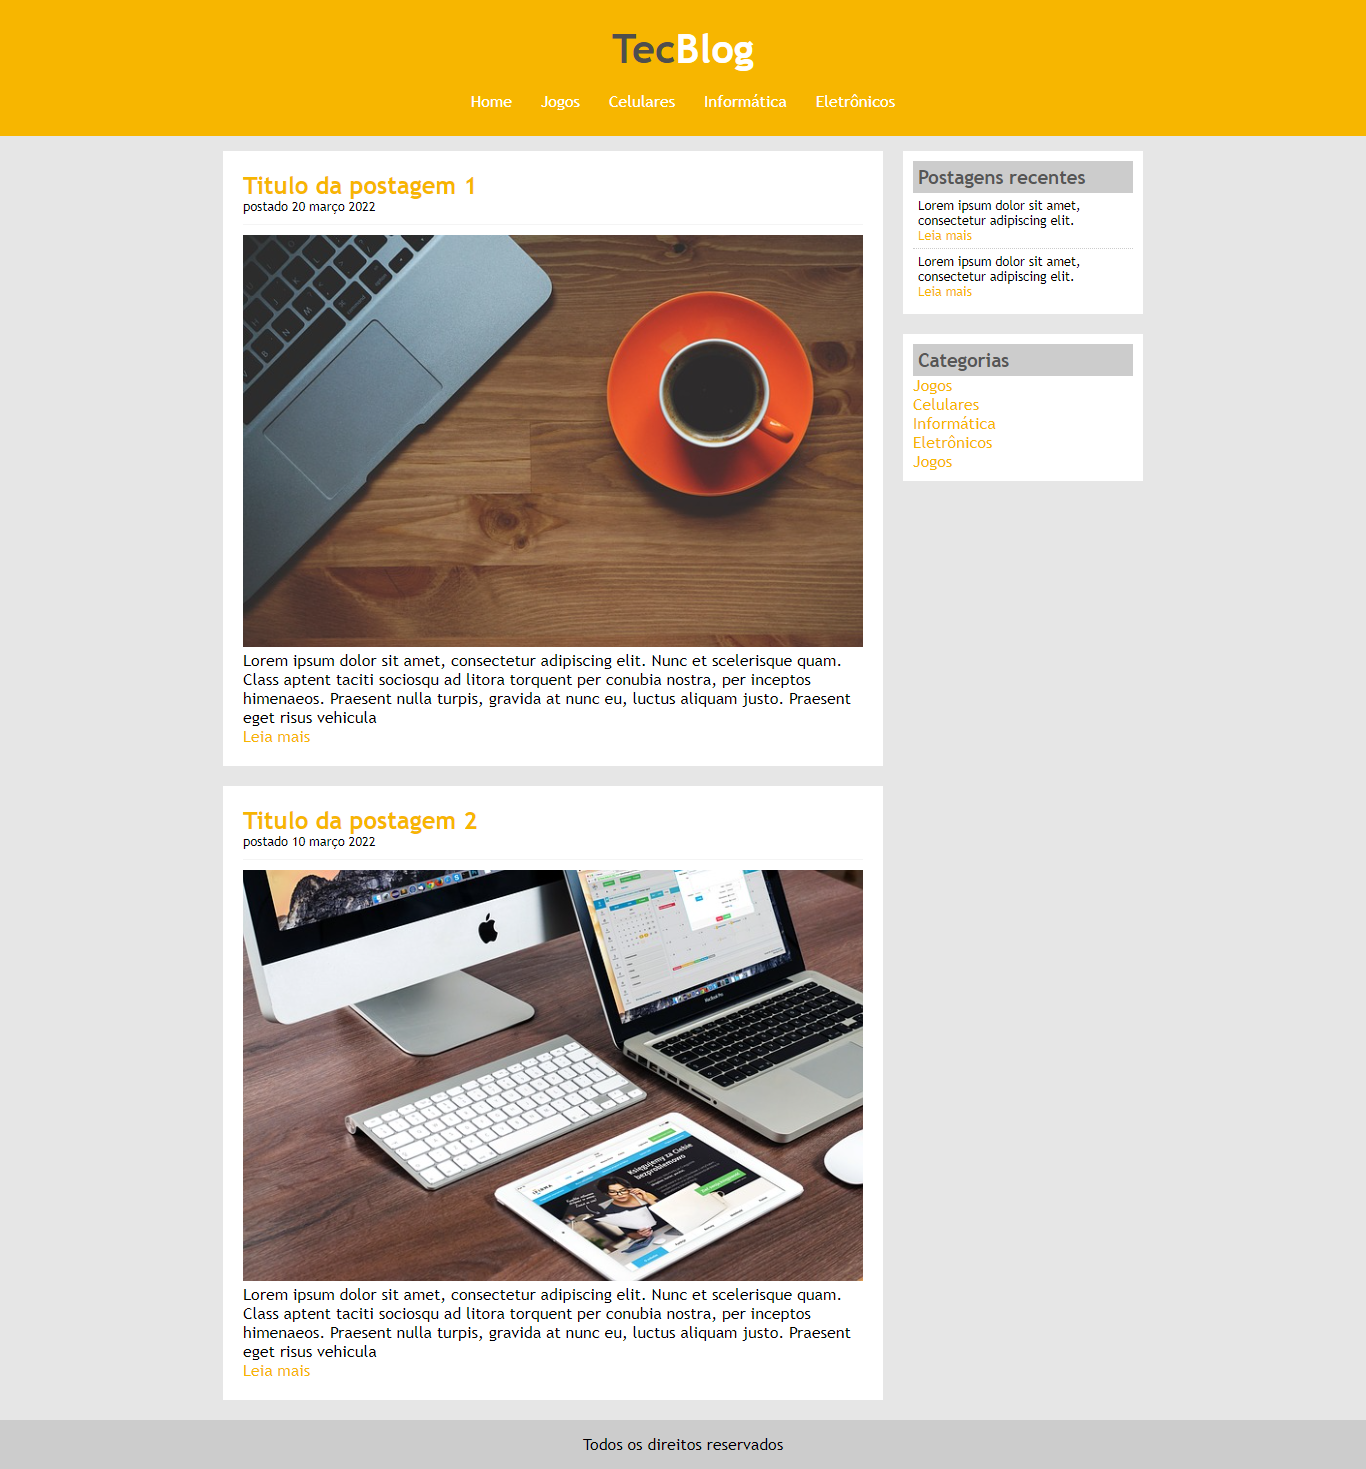 TecBlog
Home Jogos Celulares Informática Eletrônicos
Titulo da postagem 1
postado 20 março 2022
Lorem ipsum dolor sit amet, consectetur adipiscing elit. Nunc et scelerisque quam.
Class aptent taciti sociosqu ad litora torquent per conubia nostra, per inceptos
himenaeos. Praesent nulla turpis, gravida at nunc eu, luctus aliquam justo. Praesent
eget risus vehicula
Leia mais
Titulo da postagem 2
postado 10 março 2022
MacBook Pro
Księgujemy za Ciebie
bezproblemowo
Lorem ipsum dolor sit amet, consectetur adipiscing elit. Nunc et scelerisque quam.
Class aptent taciti sociosqu ad litora torquent per conubia nostra, per inceptos
himenaeos. Praesent nulla turpis, gravida at nunc eu, luctus aliquam justo. Praesent
eget risus vehicula
Leia mais
Postagens recentes
Lorem ipsum dolor sit amet,
consectetur adipiscing elit.
Leia mais
Lorem ipsum dolor sit amet,
consectetur adipiscing elit.
Leia mais
Categorias
Jogos
Celulares
Informática
Eletrônicos
Jogos
Todos os direitos reservados